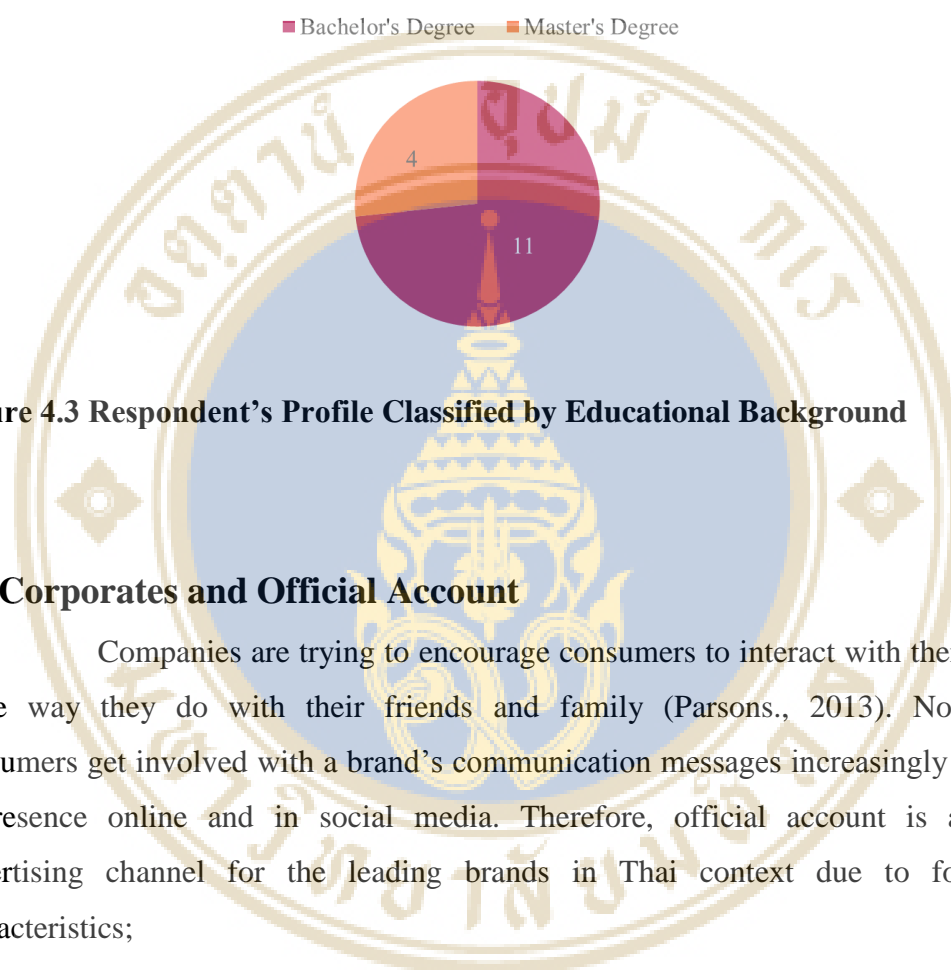 Bachelor's Degree Master's Degree
4
11
re 4.3 Respondent's Profile Classified by Educational Background
Corporates and Official Account
Companies are trying to encourage consumers to interact with the
way they do with their friends and family (Parsons., 2013). No
umers get involved with a brand's communication messages increasingly
resence online and in social media. Therefore, official account is a
ertising channel for the leading brands in Thai context due to fo
acteristics;